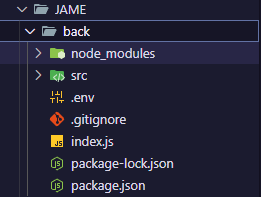 JAME
back
node_modules
src
.env
.gitignore
index.js
package-lock.json
package.json